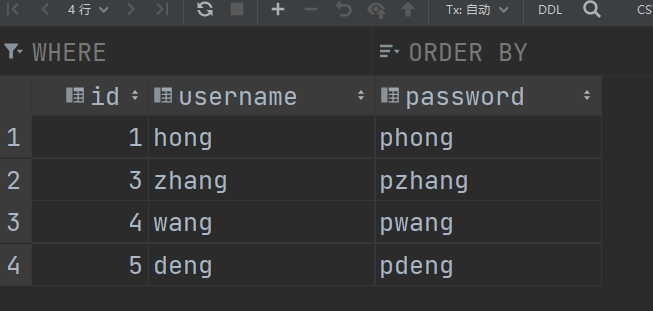 4 行 Tx: 自动 DDL CS
WHERE ORDER BY
id username password
1 1 hong phong
2 3 zhang pzhang
3 4 wang pwang
4 5 deng pdeng